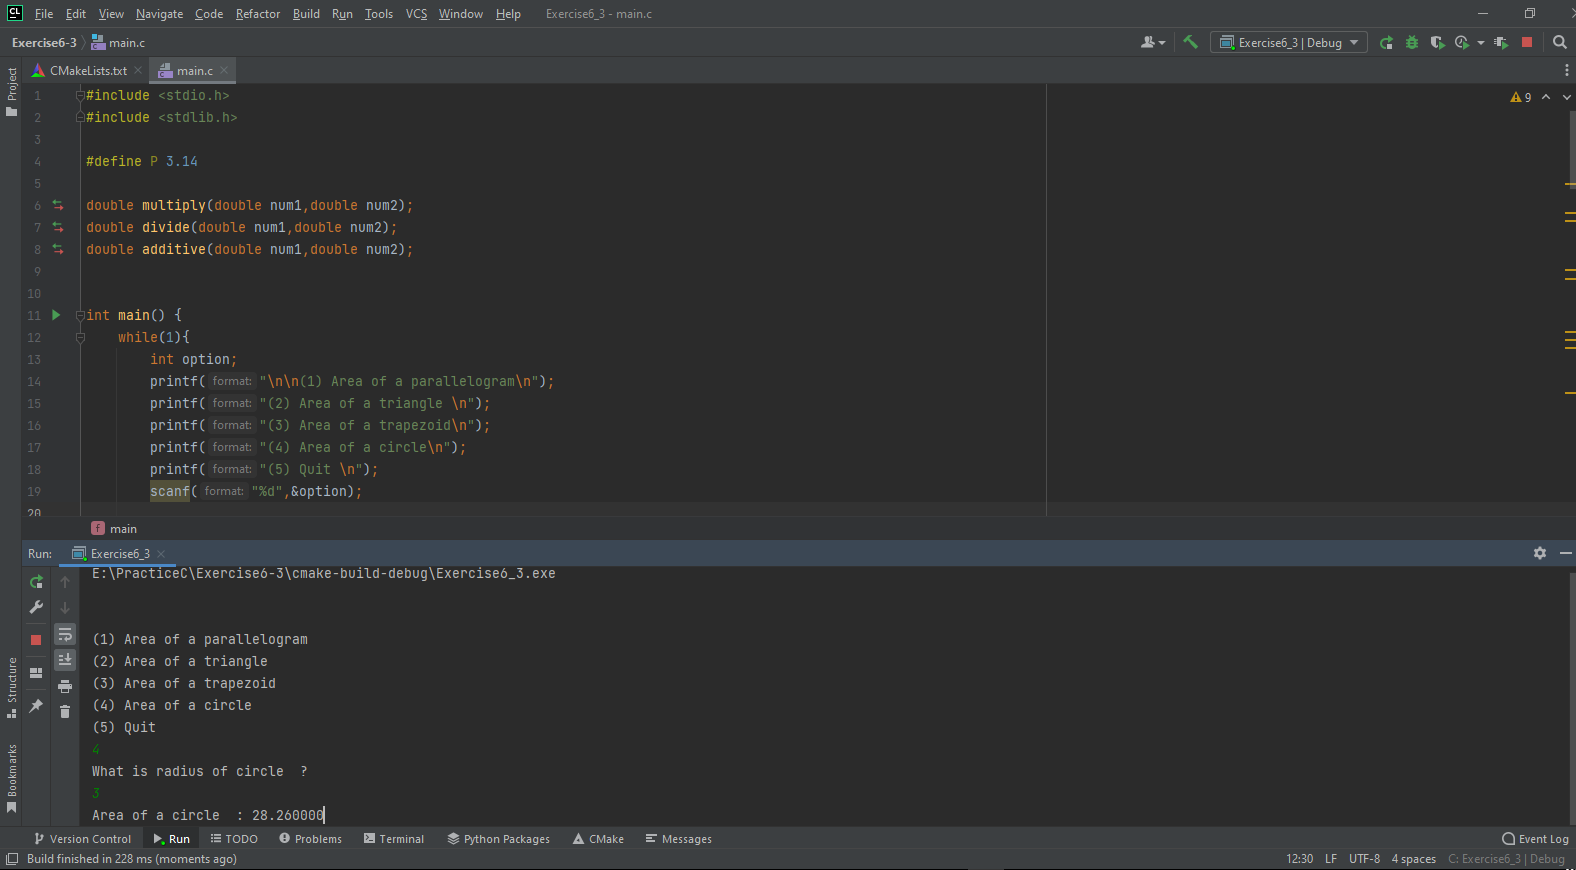 CL File Edit View Navigate Code Refactor Build Run Tools VCS Window Help Exercise6_3 - main.c
Exercise6-3 main.c Exercise6_3 | Debug
CMakeLists.txt main.c
Project
1 #include <stdio.h>
9
2 #include <stdlib.h>
3
4 #define P 3.14
5
6 double multiply(double num1,double num2);
7 double divide(double num1,double num2);
8 double additive(double num1,double num2);
9
10
11 int main() {
12 while(1){
13 int option;
14 printf( format: "\n\n(1) Area of a parallelogram\n");
15 printf( format: "(2) Area of a triangle \n");
16 printf( format: "(3) Area of a trapezoid\n");
17 printf( format: "(4) Area of a circle\n");
18 printf( format: "(5) Quit \n");
19 scanf( format: "%d",&option);
20
f main
Run: Exercise6_3
E:\PracticeC\Exercise6-3\cmake-build-debug\Exercise6_3.exe
(1) Area of a parallelogram
(2) Area of a triangle
(3) Area of a trapezoid
(4) Area of a circle
(5) Quit
4
What is radius of circle  ?
3
Area of a circle  : 28.260000
Structure
Bookmarks
Version Control Run TODO Problems Terminal Python Packages CMake Messages Event Log
Build finished in 228 ms (moments ago) 12:30 LF UTF-8 4 spaces C: Exercise6_3 | Debug